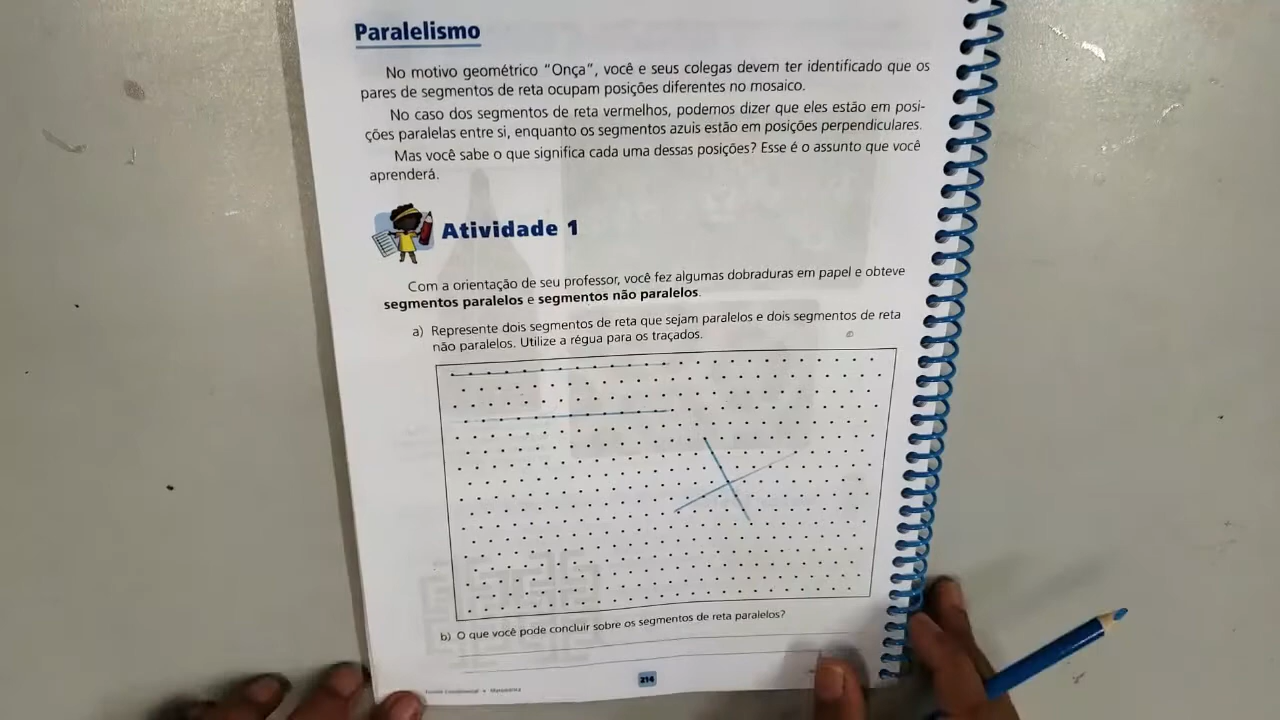 Paralelismo
No motivo geométrico "Onça", você e seus colegas devem ter identificado que os
pares de segmentos de reta ocupam posições diferentes no mosaico.
No caso dos segmentos de reta vermelhos, podemos dizer que eles estão em posi-
ções paralelas entre si, enquanto os segmentos azuis estão em posições perpendiculares.
Mas você sabe o que significa cada uma dessas posições? Esse é o assunto que você
aprenderá.
Atividade 1
Com a orientação de seu professor, você fez algumas dobraduras em papel e obteve
segmentos paralelos e segmentos não paralelos.
a) Represente dois segmentos de reta que sejam paralelos e dois segmentos de reta
não paralelos. Utilize a régua para os traçados.
b) O que você pode concluir sobre os segmentos de reta paralelos?
214
Ensino Fundamental • Matemática